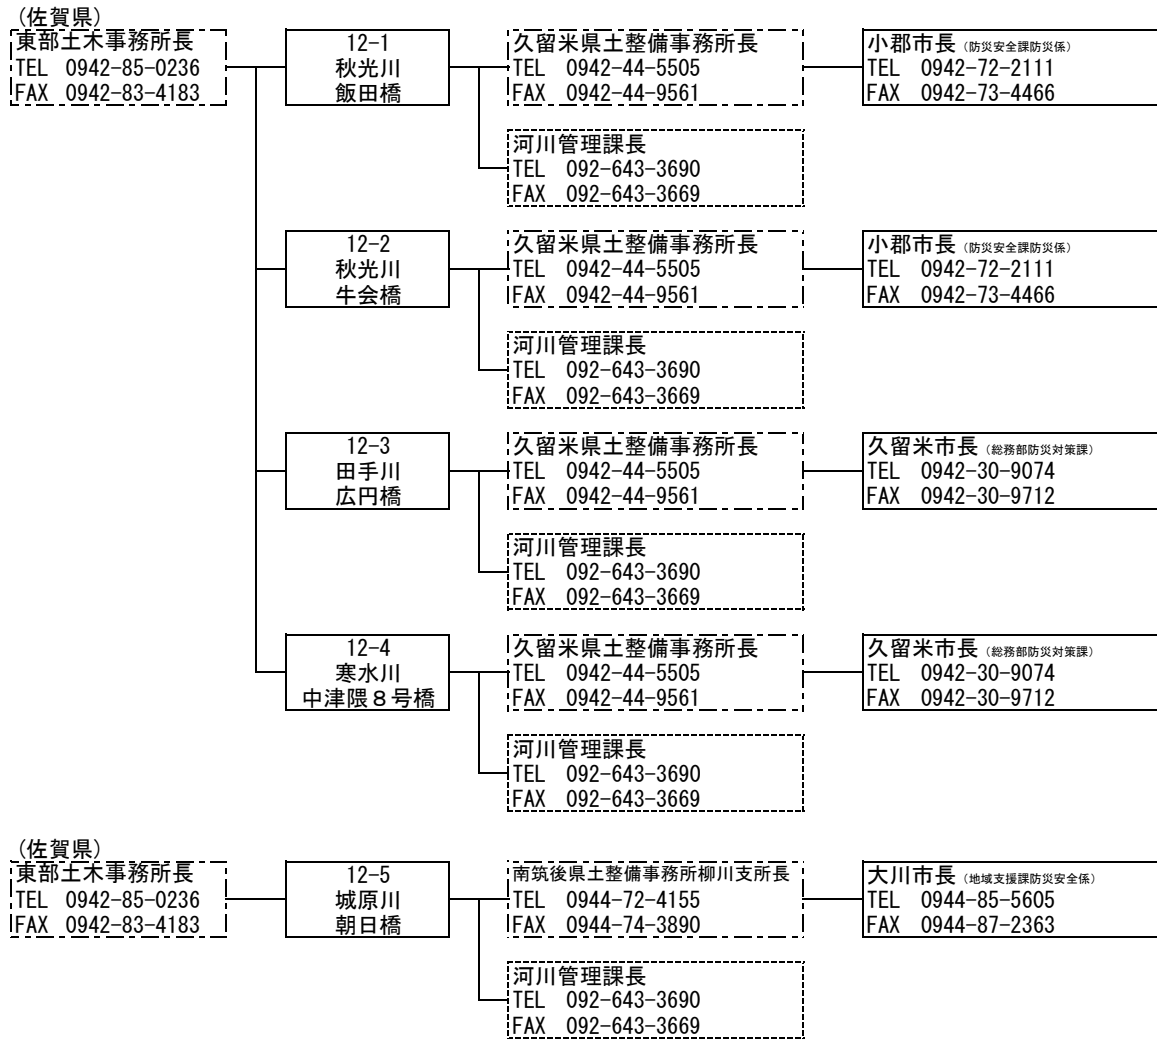 (佐賀県)
東部土木事務所長
TEL 0942-85-0236
FAX 0942-83-4183
12-1
秋光川
飯田橋
久留米県土整備事務所長
TEL 0942-44-5505
FAX 0942-44-9561
小郡市長 (防災安全課防災係)
TEL 0942-72-2111
FAX 0942-73-4466
河川管理課長
TEL 092-643-3690
FAX 092-643-3669
12-2
秋光川
牛会橋
久留米県土整備事務所長
TEL 0942-44-5505
FAX 0942-44-9561
小郡市長 (防災安全課防災係)
TEL 0942-72-2111
FAX 0942-73-4466
河川管理課長
TEL 092-643-3690
FAX 092-643-3669
12-3
田手川
広円橋
久留米県土整備事務所長
TEL 0942-44-5505
FAX 0942-44-9561
久留米市長 (総務部防災対策課)
TEL 0942-30-9074
FAX 0942-30-9712
河川管理課長
TEL 092-643-3690
FAX 092-643-3669
12-4
寒水川
中津隈８号橋
久留米県土整備事務所長
TEL 0942-44-5505
FAX 0942-44-9561
久留米市長 (総務部防災対策課)
TEL 0942-30-9074
FAX 0942-30-9712
河川管理課長
TEL 092-643-3690
FAX 092-643-3669
(佐賀県)
東部土木事務所長
TEL 0942-85-0236
FAX 0942-83-4183
12-5
城原川
朝日橋
南筑後県土整備事務所柳川支所長
TEL 0944-72-4155
FAX 0944-74-3890
大川市長 (地域支援課防災安全係)
TEL 0944-85-5605
FAX 0944-87-2363
河川管理課長
TEL 092-643-3690
FAX 092-643-3669